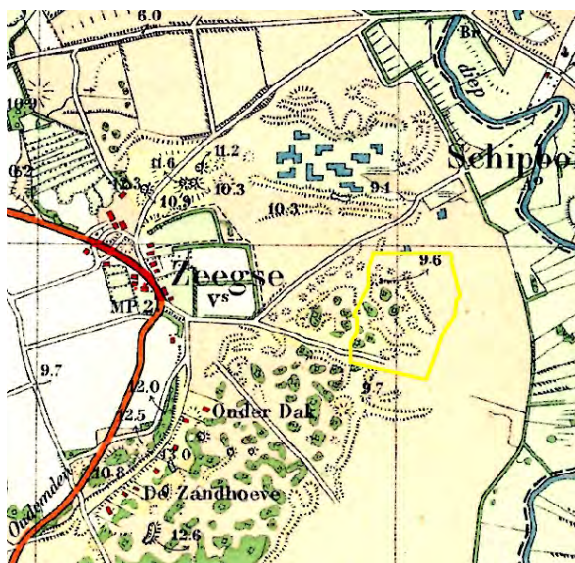 6.0
Br.
diep
10.9
11.2
11.6
10.3
12.3
10.9
9.1
Schipbo
10.3
Zeegse
Vs
9.6
MP. 2
9.7
9.7
12.0
12.5
Onder Dak
13.0
10.8
De Zandhoeve
12.6